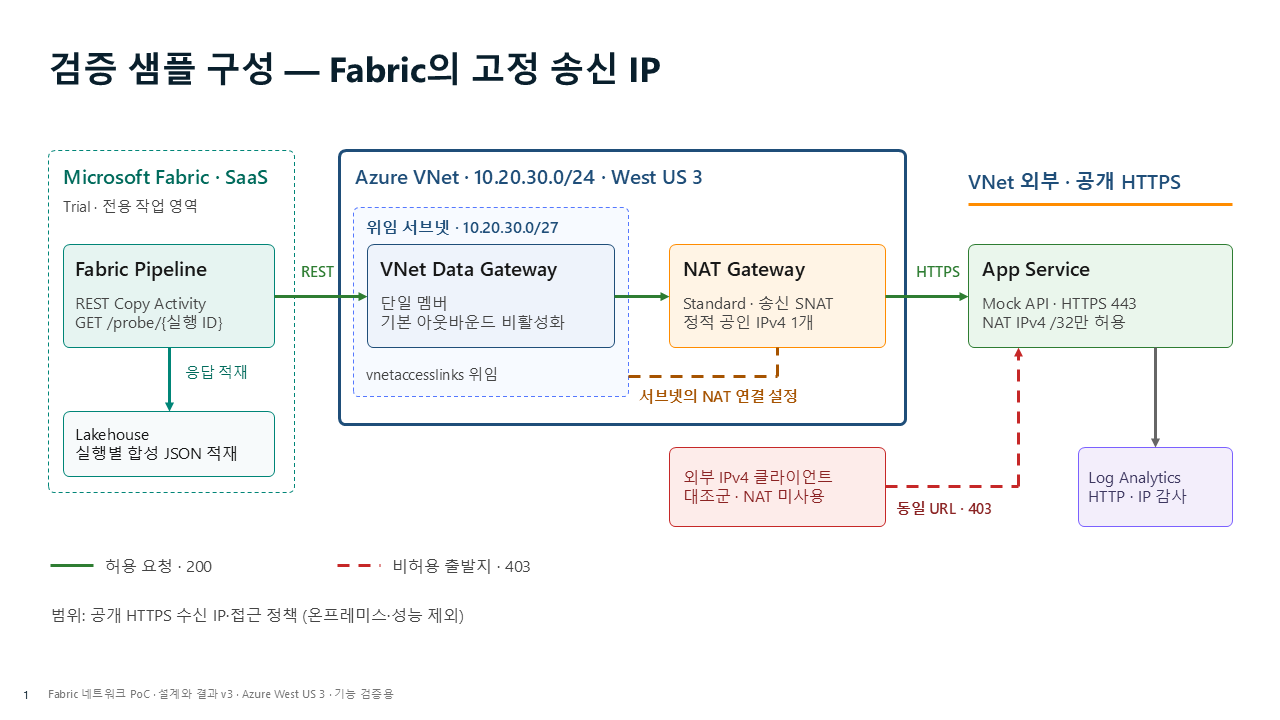 검증 샘플 구성 — Fabric의 고정 송신 IP
Microsoft Fabric · SaaS
Trial · 전용 작업 영역
Fabric Pipeline
REST Copy Activity
GET /probe/{실행 ID}
응답 적재
Lakehouse
실행별 합성 JSON 적재
REST
Azure VNet · 10.20.30.0/24 · West US 3
위임 서브넷 · 10.20.30.0/27
VNet Data Gateway
단일 멤버
기본 아웃바운드 비활성화
vnetaccesslinks 위임
NAT Gateway
Standard · 송신 SNAT
정적 공인 IPv4 1개
서브넷의 NAT 연결 설정
HTTPS
VNet 외부 · 공개 HTTPS
App Service
Mock API · HTTPS 443
NAT IPv4 /32만 허용
외부 IPv4 클라이언트
대조군 · NAT 미사용
동일 URL · 403
Log Analytics
HTTP · IP 감사
허용 요청 · 200
비허용 출발지 · 403
범위: 공개 HTTPS 수신 IP·접근 정책 (온프레미스·성능 제외)
1
Fabric 네트워크 PoC · 설계와 결과 v3 · Azure West US 3 · 기능 검증용